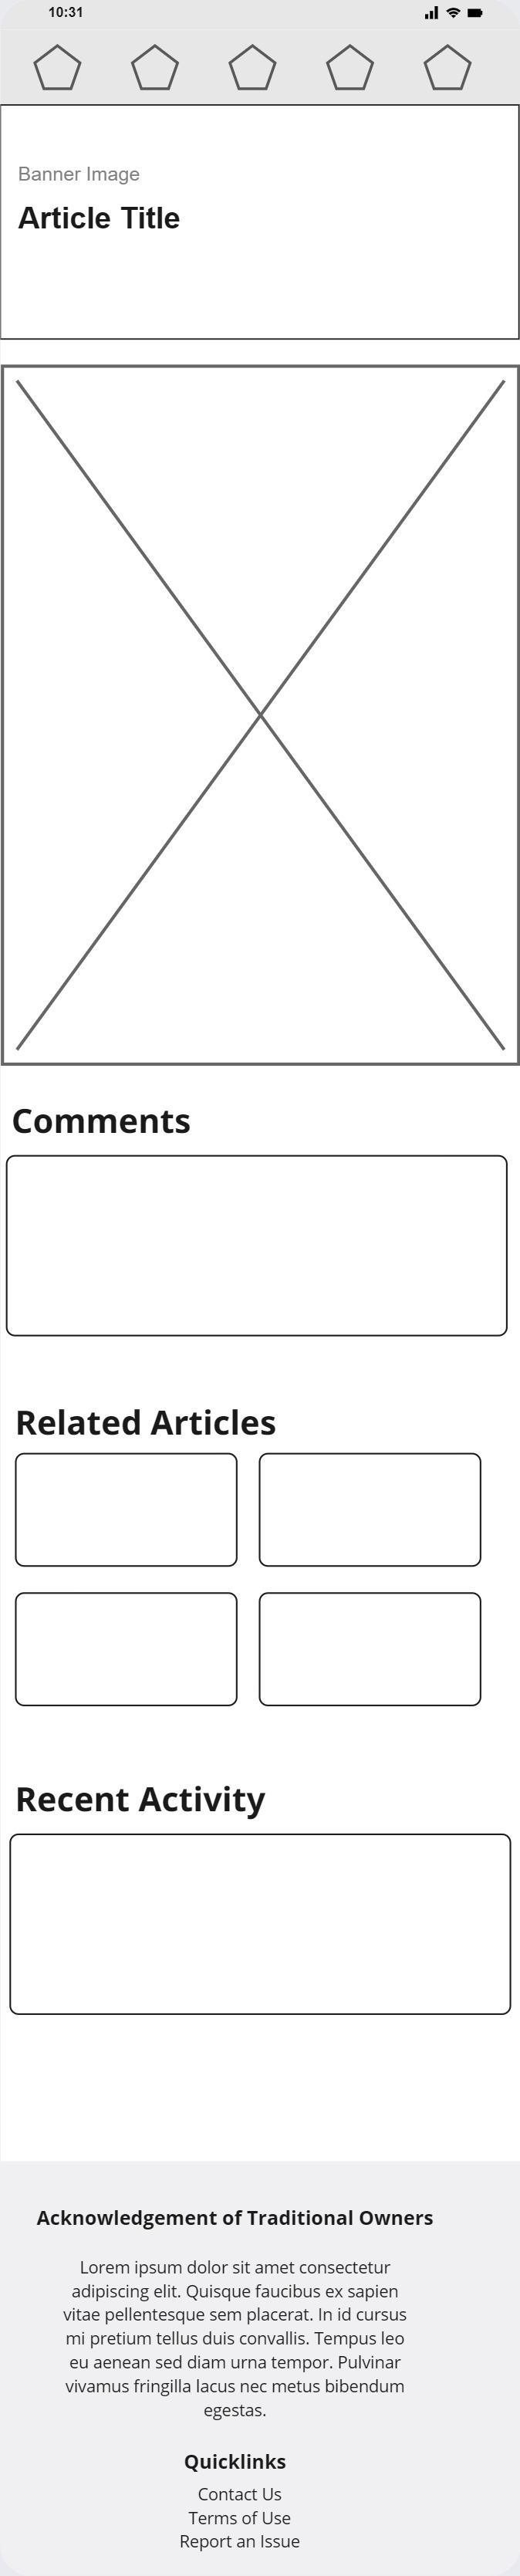 10:31
Banner Image
Article Title
Comments
Related Articles
Recent Activity
Acknowledgement of Traditional Owners
Lorem ipsum dolor sit amet consectetur
adipiscing elit. Quisque faucibus ex sapien
vitae pellentesque sem placerat. In id cursus
mi pretium tellus duis convallis. Tempus leo
eu aenean sed diam urna tempor. Pulvinar
vivamus fringilla lacus nec metus bibendum
egestas.
Quicklinks
Contact Us
Terms of Use
Report an Issue